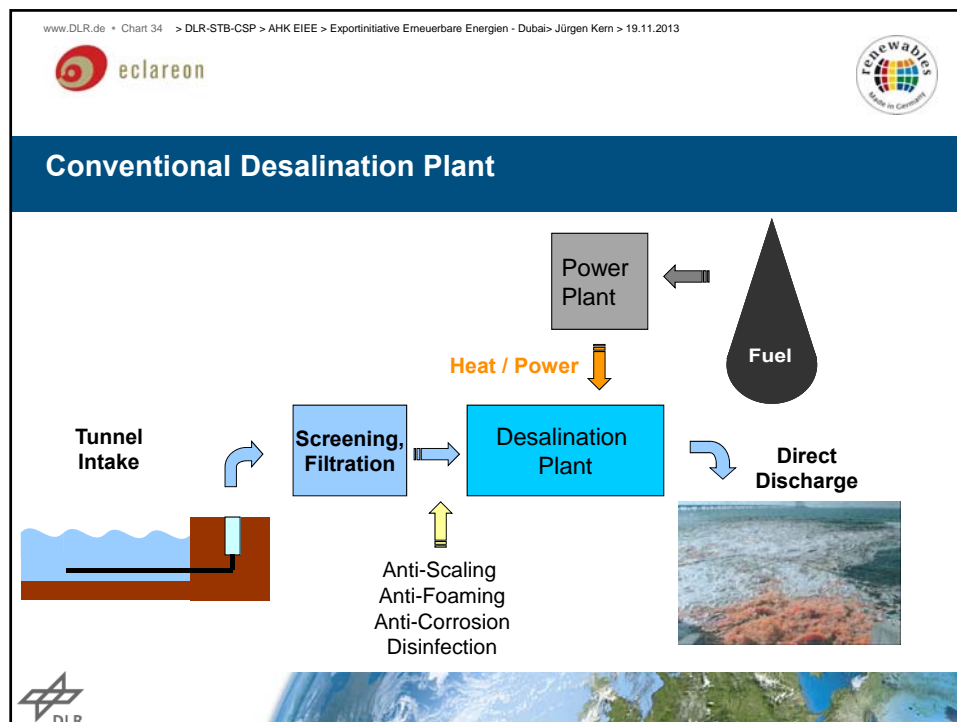 www.DLR.de • Chart 34 > DLR-STB-CSP > AHK EIEE > Exportinitiative Erneuerbare Energien - Dubai> Jürgen Kern > 19.11.2013
eclareon
renewables
Made in Germany
Conventional Desalination Plant
Power
Plant
Fuel
Heat / Power
Tunnel
Intake
Screening,
Filtration
Desalination
Plant
Direct
Discharge
Anti-Scaling
Anti-Foaming
Anti-Corrosion
Disinfection
DLR